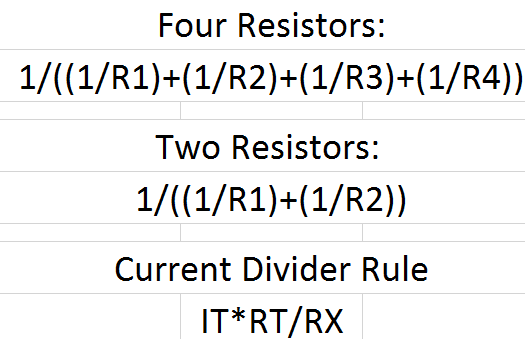 Four Resistors:
1/((1/R1)+(1/R2)+(1/R3)+(1/R4))
Two Resistors:
1/((1/R1)+(1/R2))
Current Divider Rule
IT*RT/RX